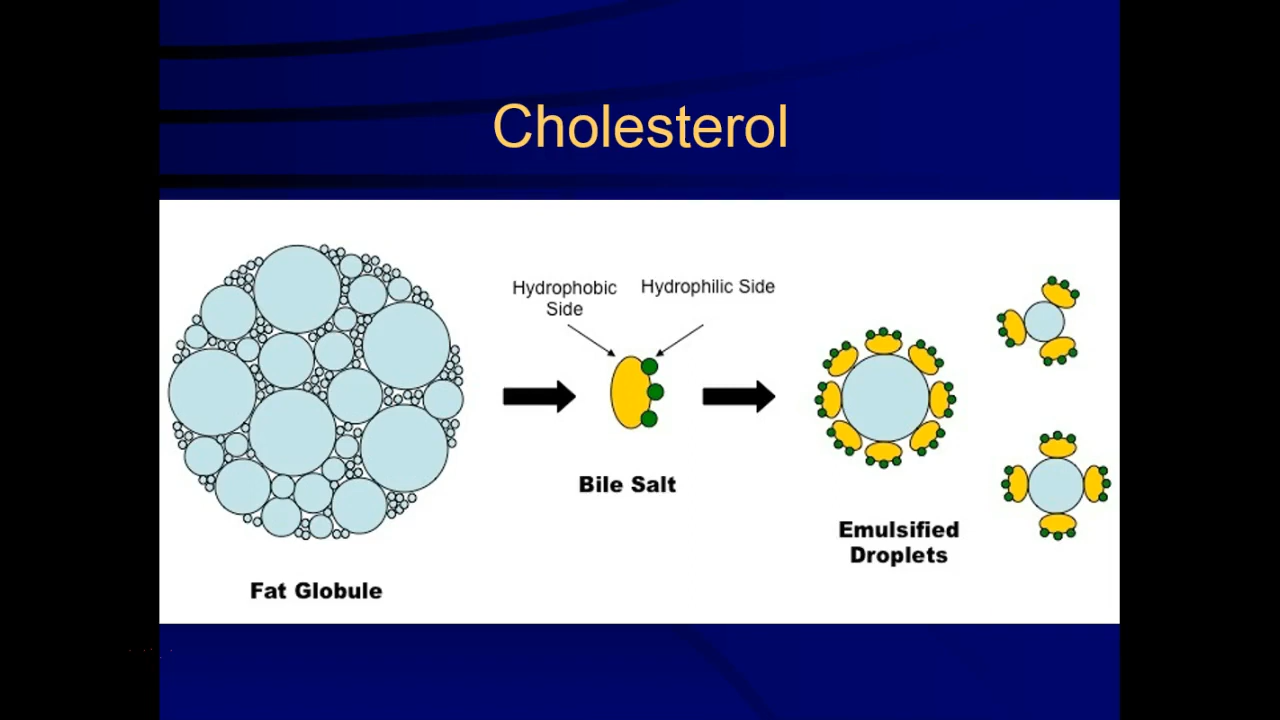 Cholesterol
Hydrophobic
Side
Hydrophilic Side
Bile Salt
Emulsified
Droplets
Fat Globule